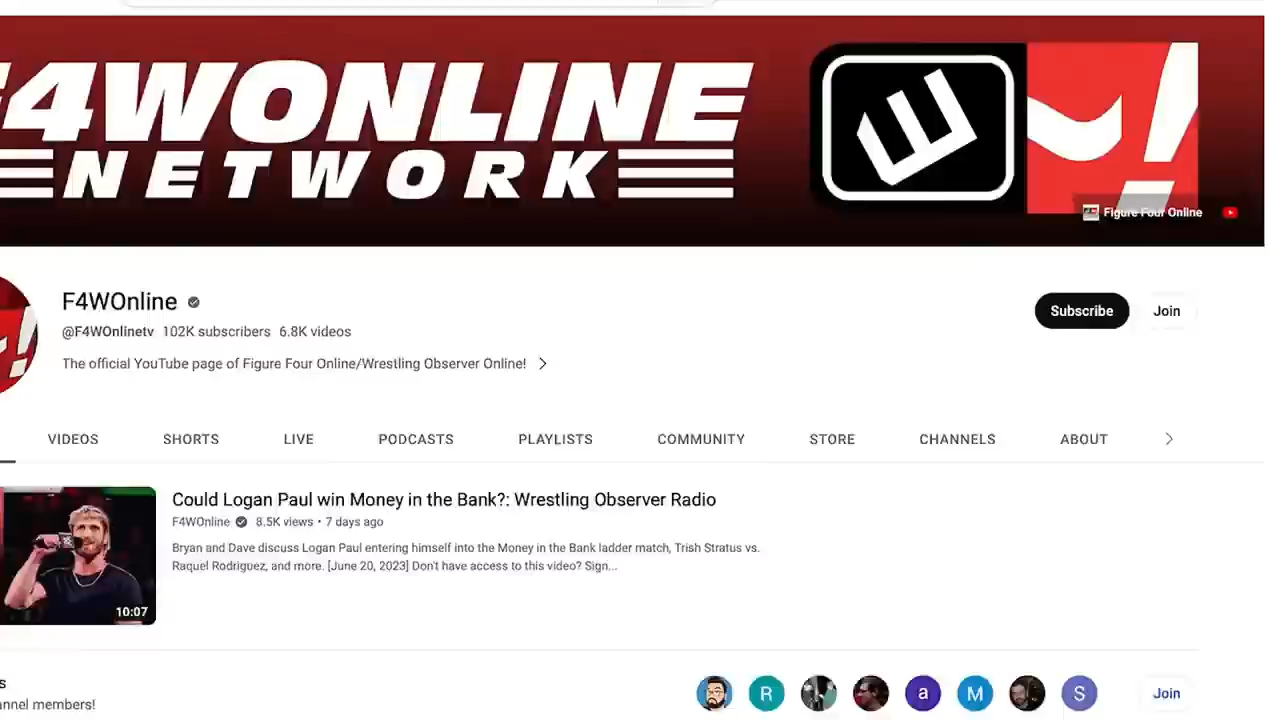 F4WONLINE
NETWORK
Figure Four Online
F4WOnline
@F4WOnlinetv 102K subscribers 6.8K videos
The official YouTube page of Figure Four Online/Wrestling Observer Online!
Subscribe
Join
VIDEOS SHORTS LIVE PODCASTS PLAYLISTS COMMUNITY STORE CHANNELS ABOUT
Could Logan Paul win Money in the Bank?: Wrestling Observer Radio
F4WOnline 8.5K views • 7 days ago
Bryan and Dave discuss Logan Paul entering himself into the Money in the Bank ladder match, Trish Stratus vs.
Raquel Rodriguez, and more. [June 20, 2023] Don't have access to this video? Sign...
10:07
s
annel members!
R
a
M
S
Join